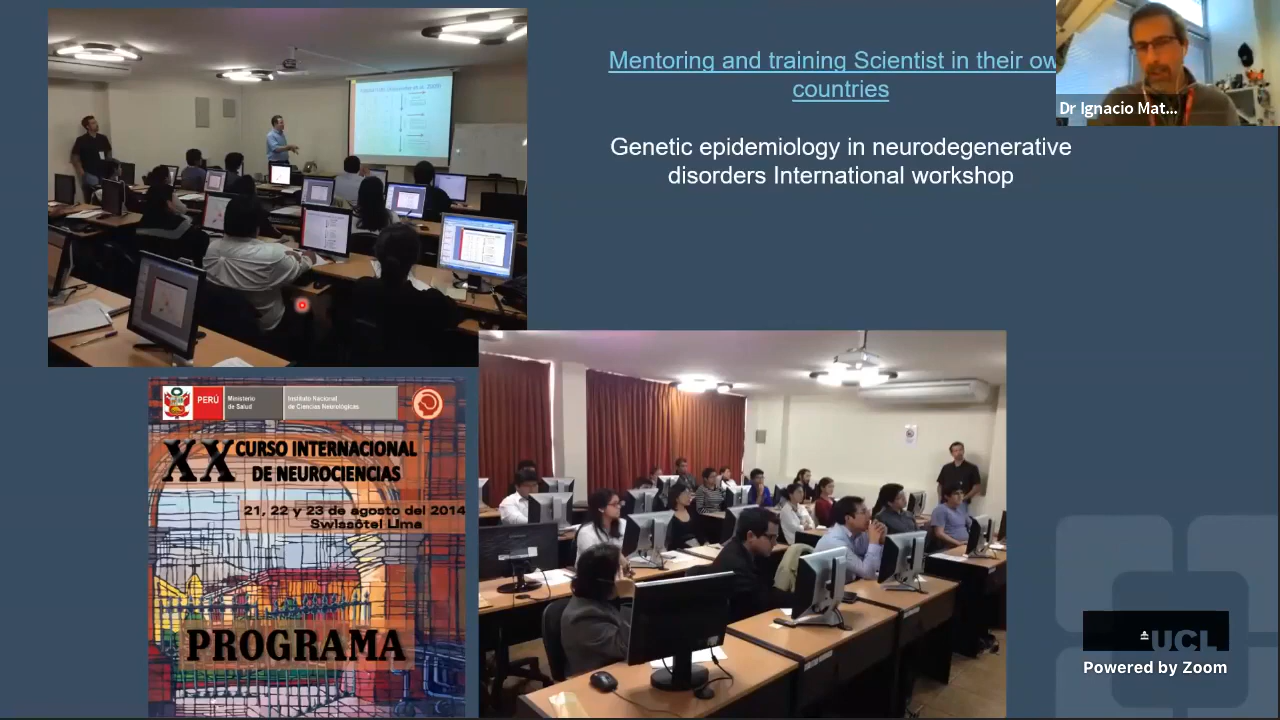 Mentoring and training Scientist in their ow
countries
Genetic epidemiology in neurodegenerative
disorders International workshop
Dr Ignacio Mat...
PERÚ
Ministerio
de Salud
Instituto Nacional
de Ciencias Neurológicas
XX CURSO INTERNACIONAL
DE NEUROCIENCIAS
21, 22 y 23 de agosto del 2014
Swissôtel Lima
PROGRAMA
UCL
Powered by Zoom